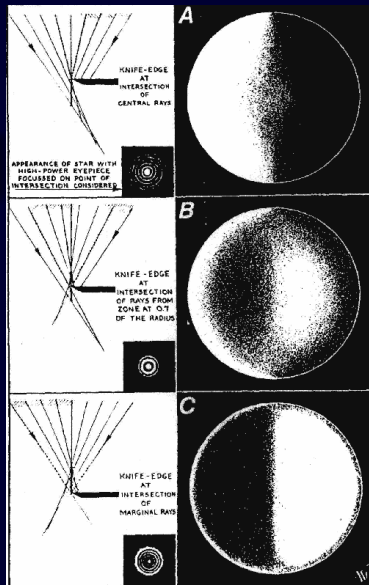 A
KNIFE-EDGE
AT
INTERSECTION
OF
CENTRAL RAYS
APPEARANCE OF STAR WITH
HIGH-POWER EYEPIECE
FOCUSSED ON POINT OF
INTERSECTION CONSIDERED
B
KNIFE-EDGE
AT
INTERSECTION
OF RAYS FROM
ZONE AT 0.7
OF THE RADIUS
C
KNIFE-EDGE
AT
INTERSECTION
OF
MARGINAL RAYS